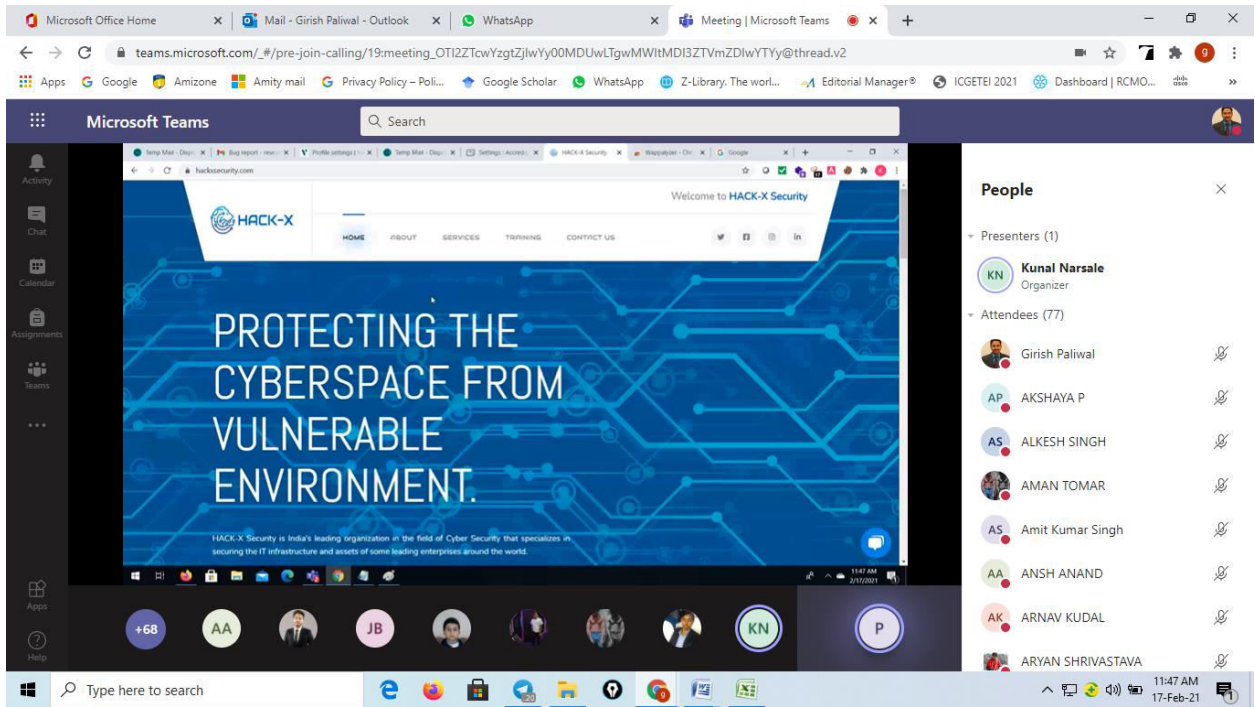 Microsoft Office Home
Mail - Girish Paliwal - Outlook
WhatsApp
Meeting | Microsoft Teams
teams.microsoft.com/_#/pre-join-calling/19:meeting_OTI2ZTcwYzgtZjIwYy00MDUwLTgwMWItMDI3ZTVmZDIwYTYy@thread.v2
Apps
Google
Amizone
Amity mail
Privacy Policy – Poli...
Google Scholar
WhatsApp
Z-Library. The worl...
Editorial Manager®
ICGETEI 2021
Dashboard | RCMO...
Microsoft Teams
Search
Activity
Chat
Calendar
Assignments
Teams
Apps
Help
hackxsecurity.com
Welcome to HACK-X Security
HACK-X
HOME
ABOUT
SERVICES
TRAINING
CONTACT US
PROTECTING THE
CYBERSPACE FROM
VULNERABLE
ENVIRONMENT.
HACK-X Security is India's leading organization in the field of Cyber Security that specializes in
securing the IT infrastructure and assets of some leading enterprises around the world.
11:47 AM
2/17/2021
+68
AA
JB
KN
P
People
Presenters (1)
KN
Kunal Narsale
Organizer
Attendees (77)
Girish Paliwal
AP
AKSHAYA P
AS
ALKESH SINGH
AMAN TOMAR
AS
Amit Kumar Singh
AA
ANSH ANAND
AK
ARNAV KUDAL
ARYAN SHRIVASTAVA
Type here to search
11:47 AM
17-Feb-21